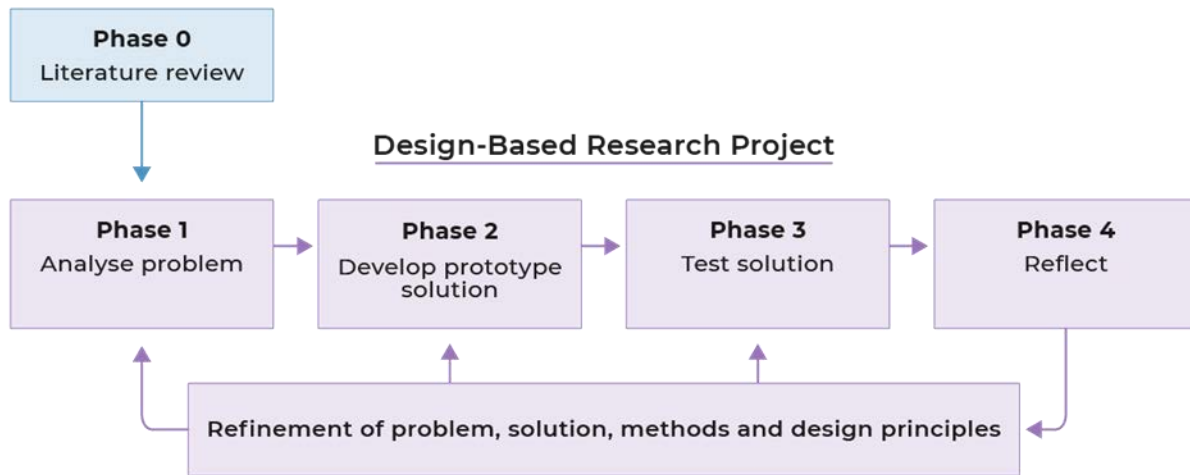 Phase 0
Literature review
Design-Based Research Project
Phase 1
Analyse problem
Phase 2
Develop prototype
solution
Phase 3
Test solution
Phase 4
Reflect
Refinement of problem, solution, methods and design principles